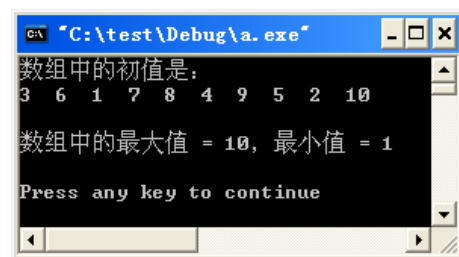 "C:\test\Debug\a.exe"
数组中的初值是:
3 6 1 7 8 4 9 5 2 10
数组中的最大值 = 10, 最小值 = 1
Press any key to continue